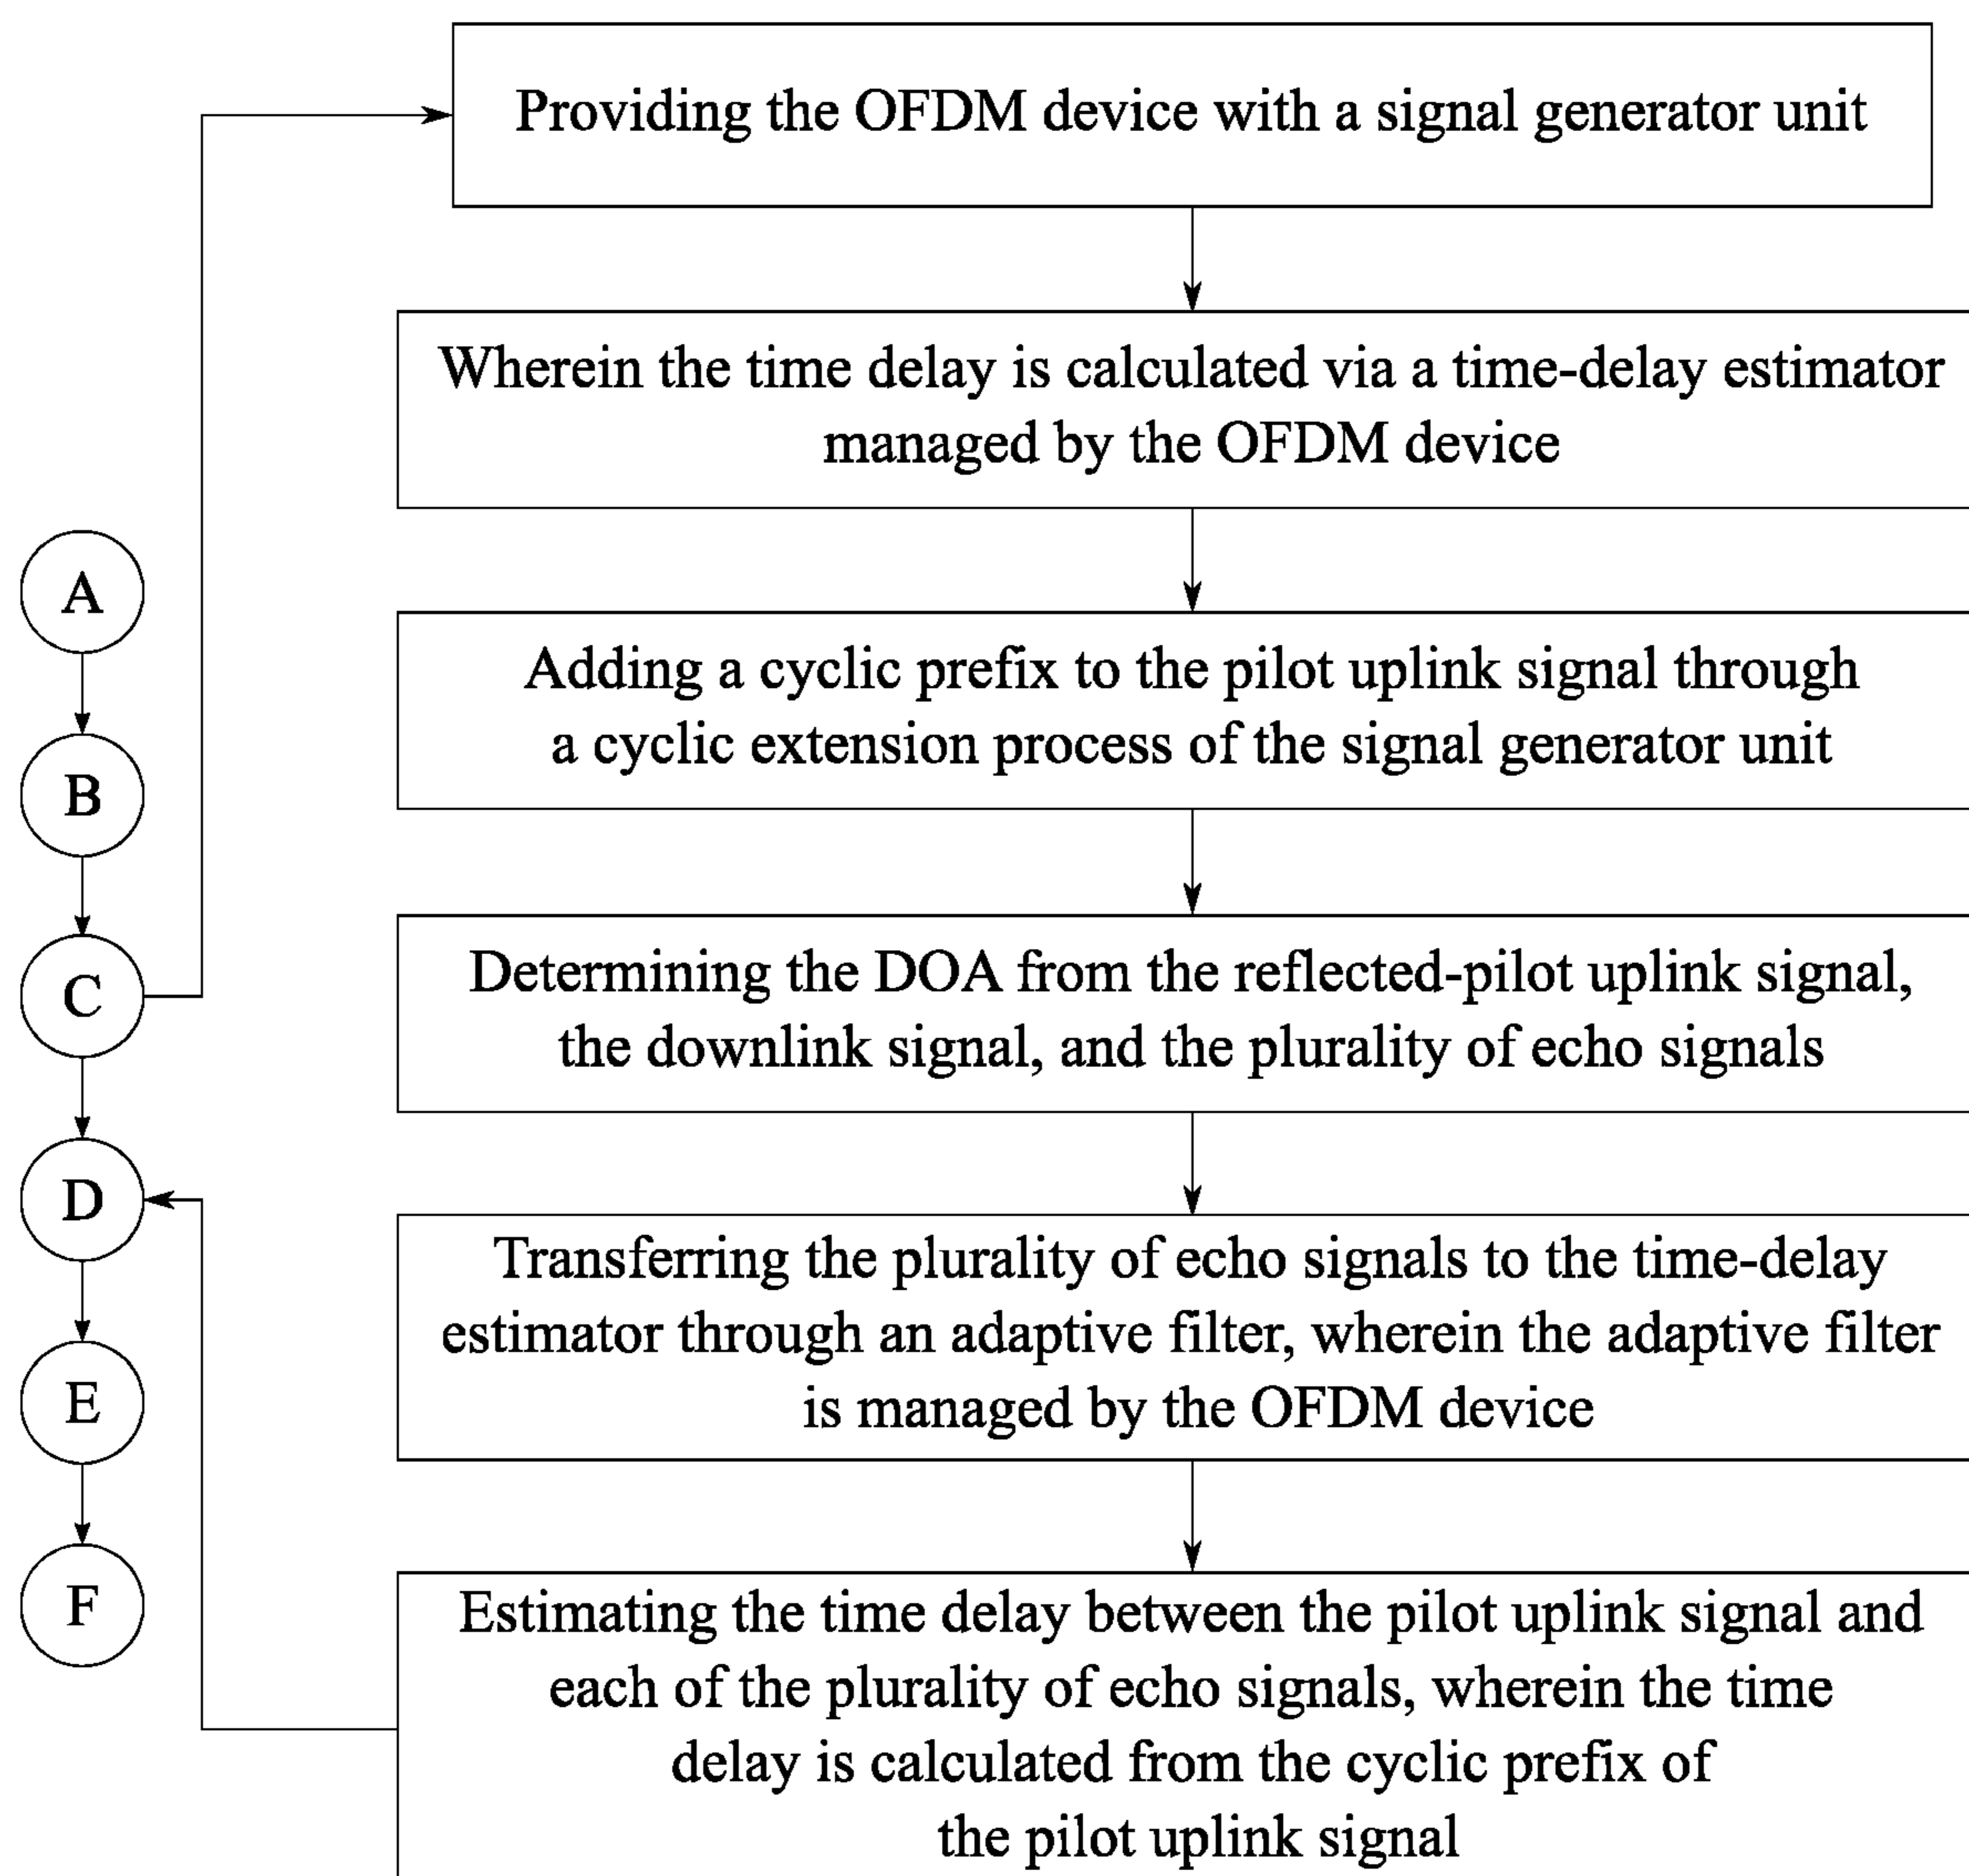 Providing the OFDM device with a signal generator unit
Wherein the time delay is calculated via a time-delay estimator
managed by the OFDM device
A
Adding a cyclic prefix to the pilot uplink signal through
a cyclic extension process of the signal generator unit
B
C
Determining the DOA from the reflected-pilot uplink signal,
the downlink signal, and the plurality of echo signals
D
Transferring the plurality of echo signals to the time-delay
estimator through an adaptive filter, wherein the adaptive filter
is managed by the OFDM device
E
F
Estimating the time delay between the pilot uplink signal and
each of the plurality of echo signals, wherein the time
delay is calculated from the cyclic prefix of
the pilot uplink signal